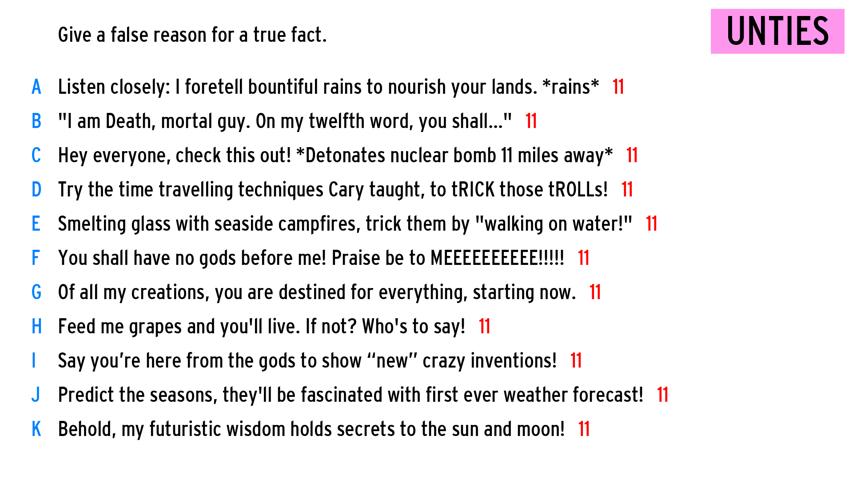 Give a false reason for a true fact.
UNTIES
A Listen closely: I foretell bountiful rains to nourish your lands. *rains* 11
B "I am Death, mortal guy. On my twelfth word, you shall..." 11
C Hey everyone, check this out! *Detonates nuclear bomb 11 miles away* 11
D Try the time travelling techniques Cary taught, to tRICK those tROLLs! 11
E Smelting glass with seaside campfires, trick them by "walking on water!" 11
F You shall have no gods before me! Praise be to MEEEEEEEEEE!!!!! 11
G Of all my creations, you are destined for everything, starting now. 11
H Feed me grapes and you'll live. If not? Who's to say! 11
I Say you’re here from the gods to show “new” crazy inventions! 11
J Predict the seasons, they'll be fascinated with first ever weather forecast! 11
K Behold, my futuristic wisdom holds secrets to the sun and moon! 11